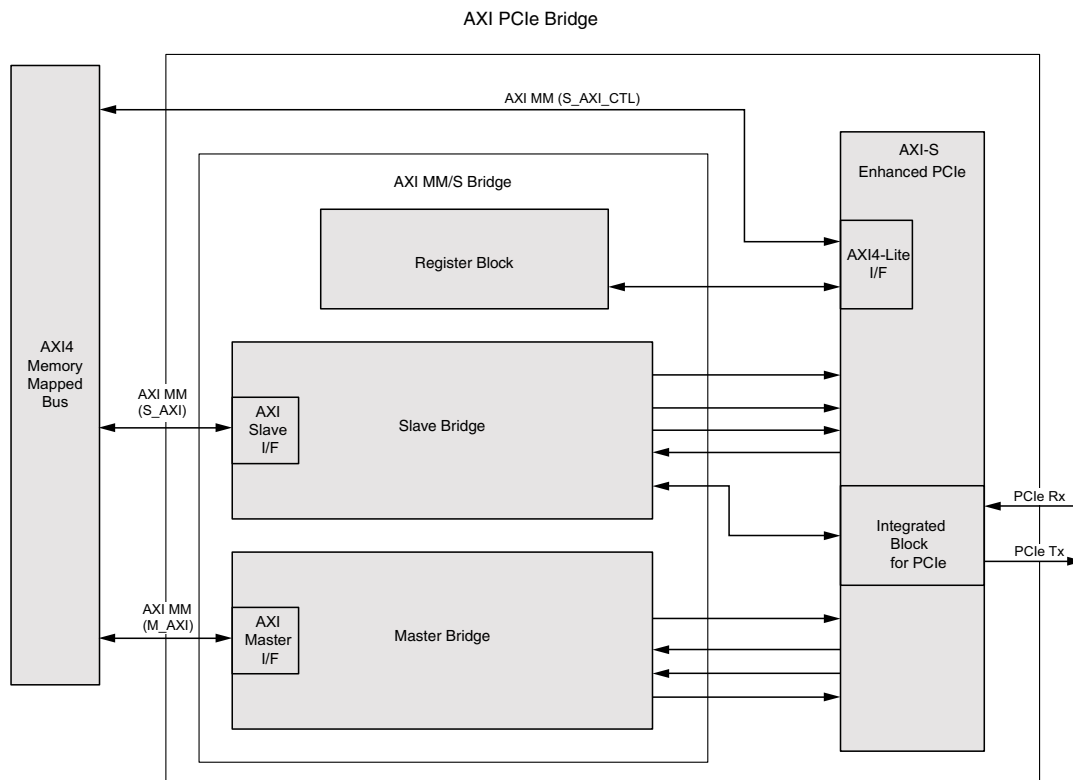 AXI PCIe Bridge
AXI MM (S_AXI_CTL)
AXI-S
Enhanced PCIe
AXI MM/S Bridge
Register Block
AXI4-Lite
I/F
AXI4
Memory
Mapped
Bus
AXI MM
(S_AXI)
AXI
Slave
I/F
Slave Bridge
PCIe Rx
Integrated
Block
for PCIe
PCIe Tx
AXI MM
(M_AXI)
AXI
Master
I/F
Master Bridge